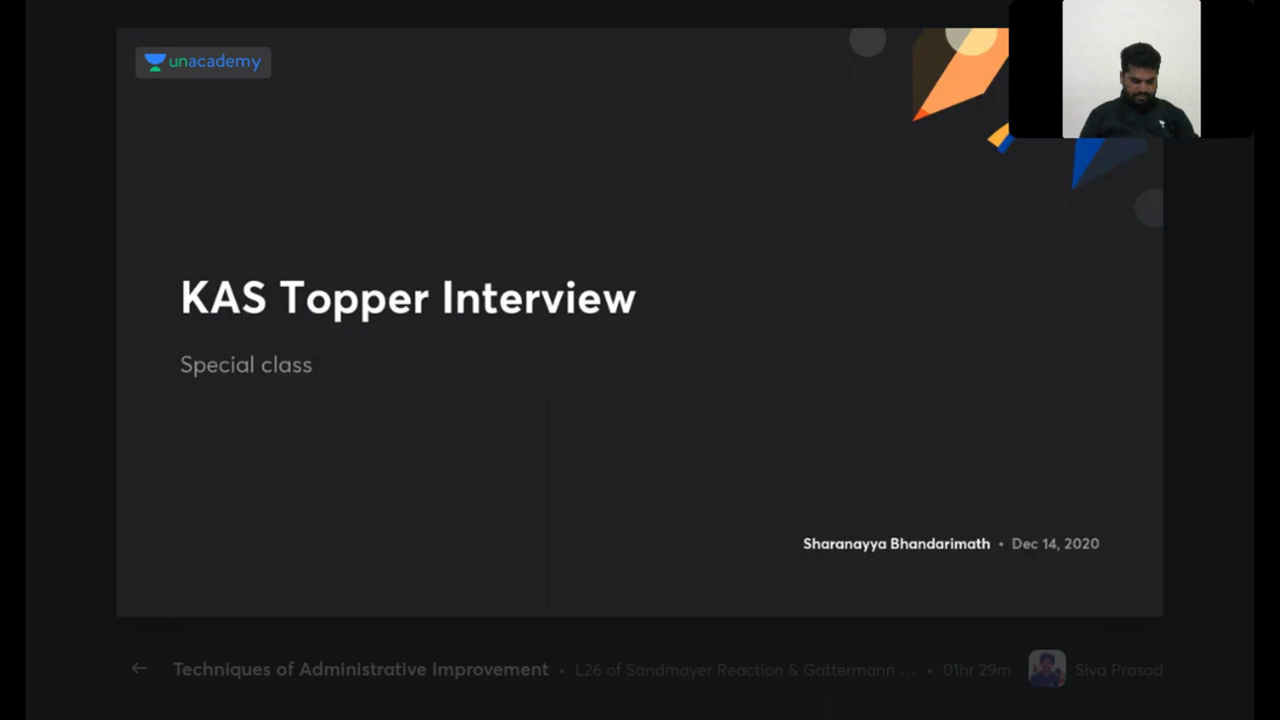 unacademy
KAS Topper Interview
Special class
Sharanayya Bhandarimath • Dec 14, 2020
← Techniques of Administrative Improvement • L26 of Sandmayer Reaction & Gattermann ... • 01hr 29m Siva Prasad